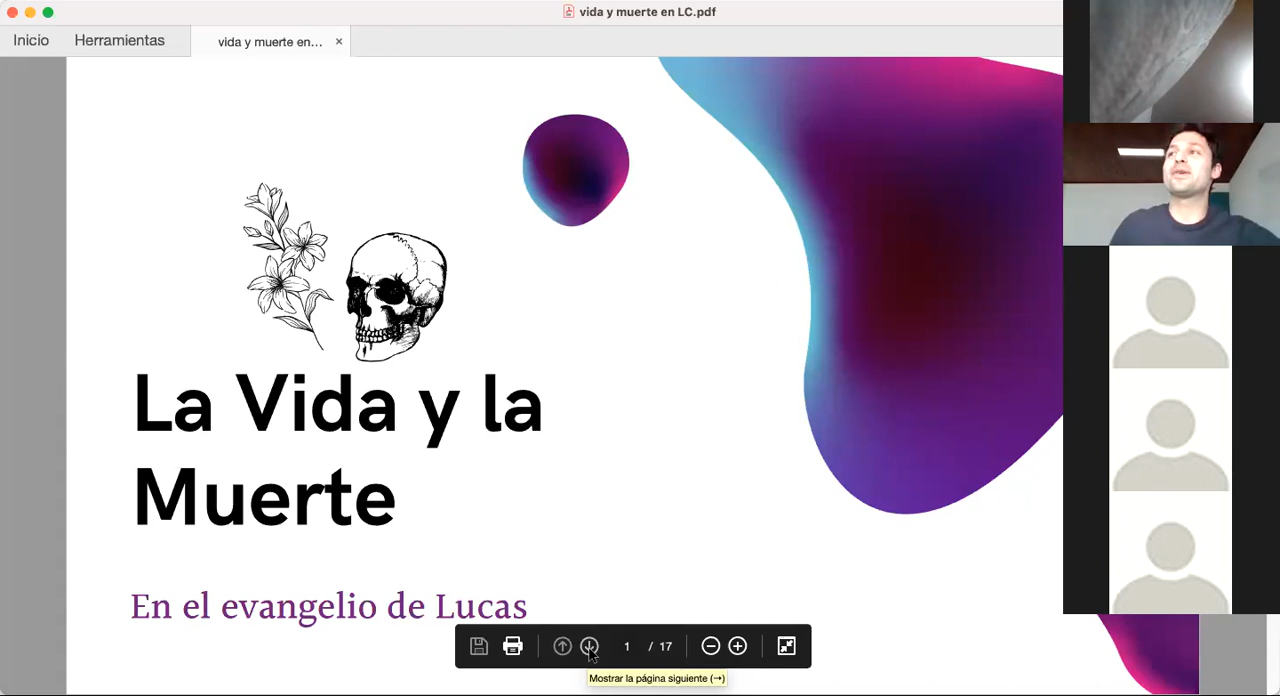 vida y muerte en LC.pdf
Inicio
Herramientas
vida y muerte en...
La Vida y la
Muerte
En el evangelio de Lucas
1 / 17
Mostrar la página siguiente (→)